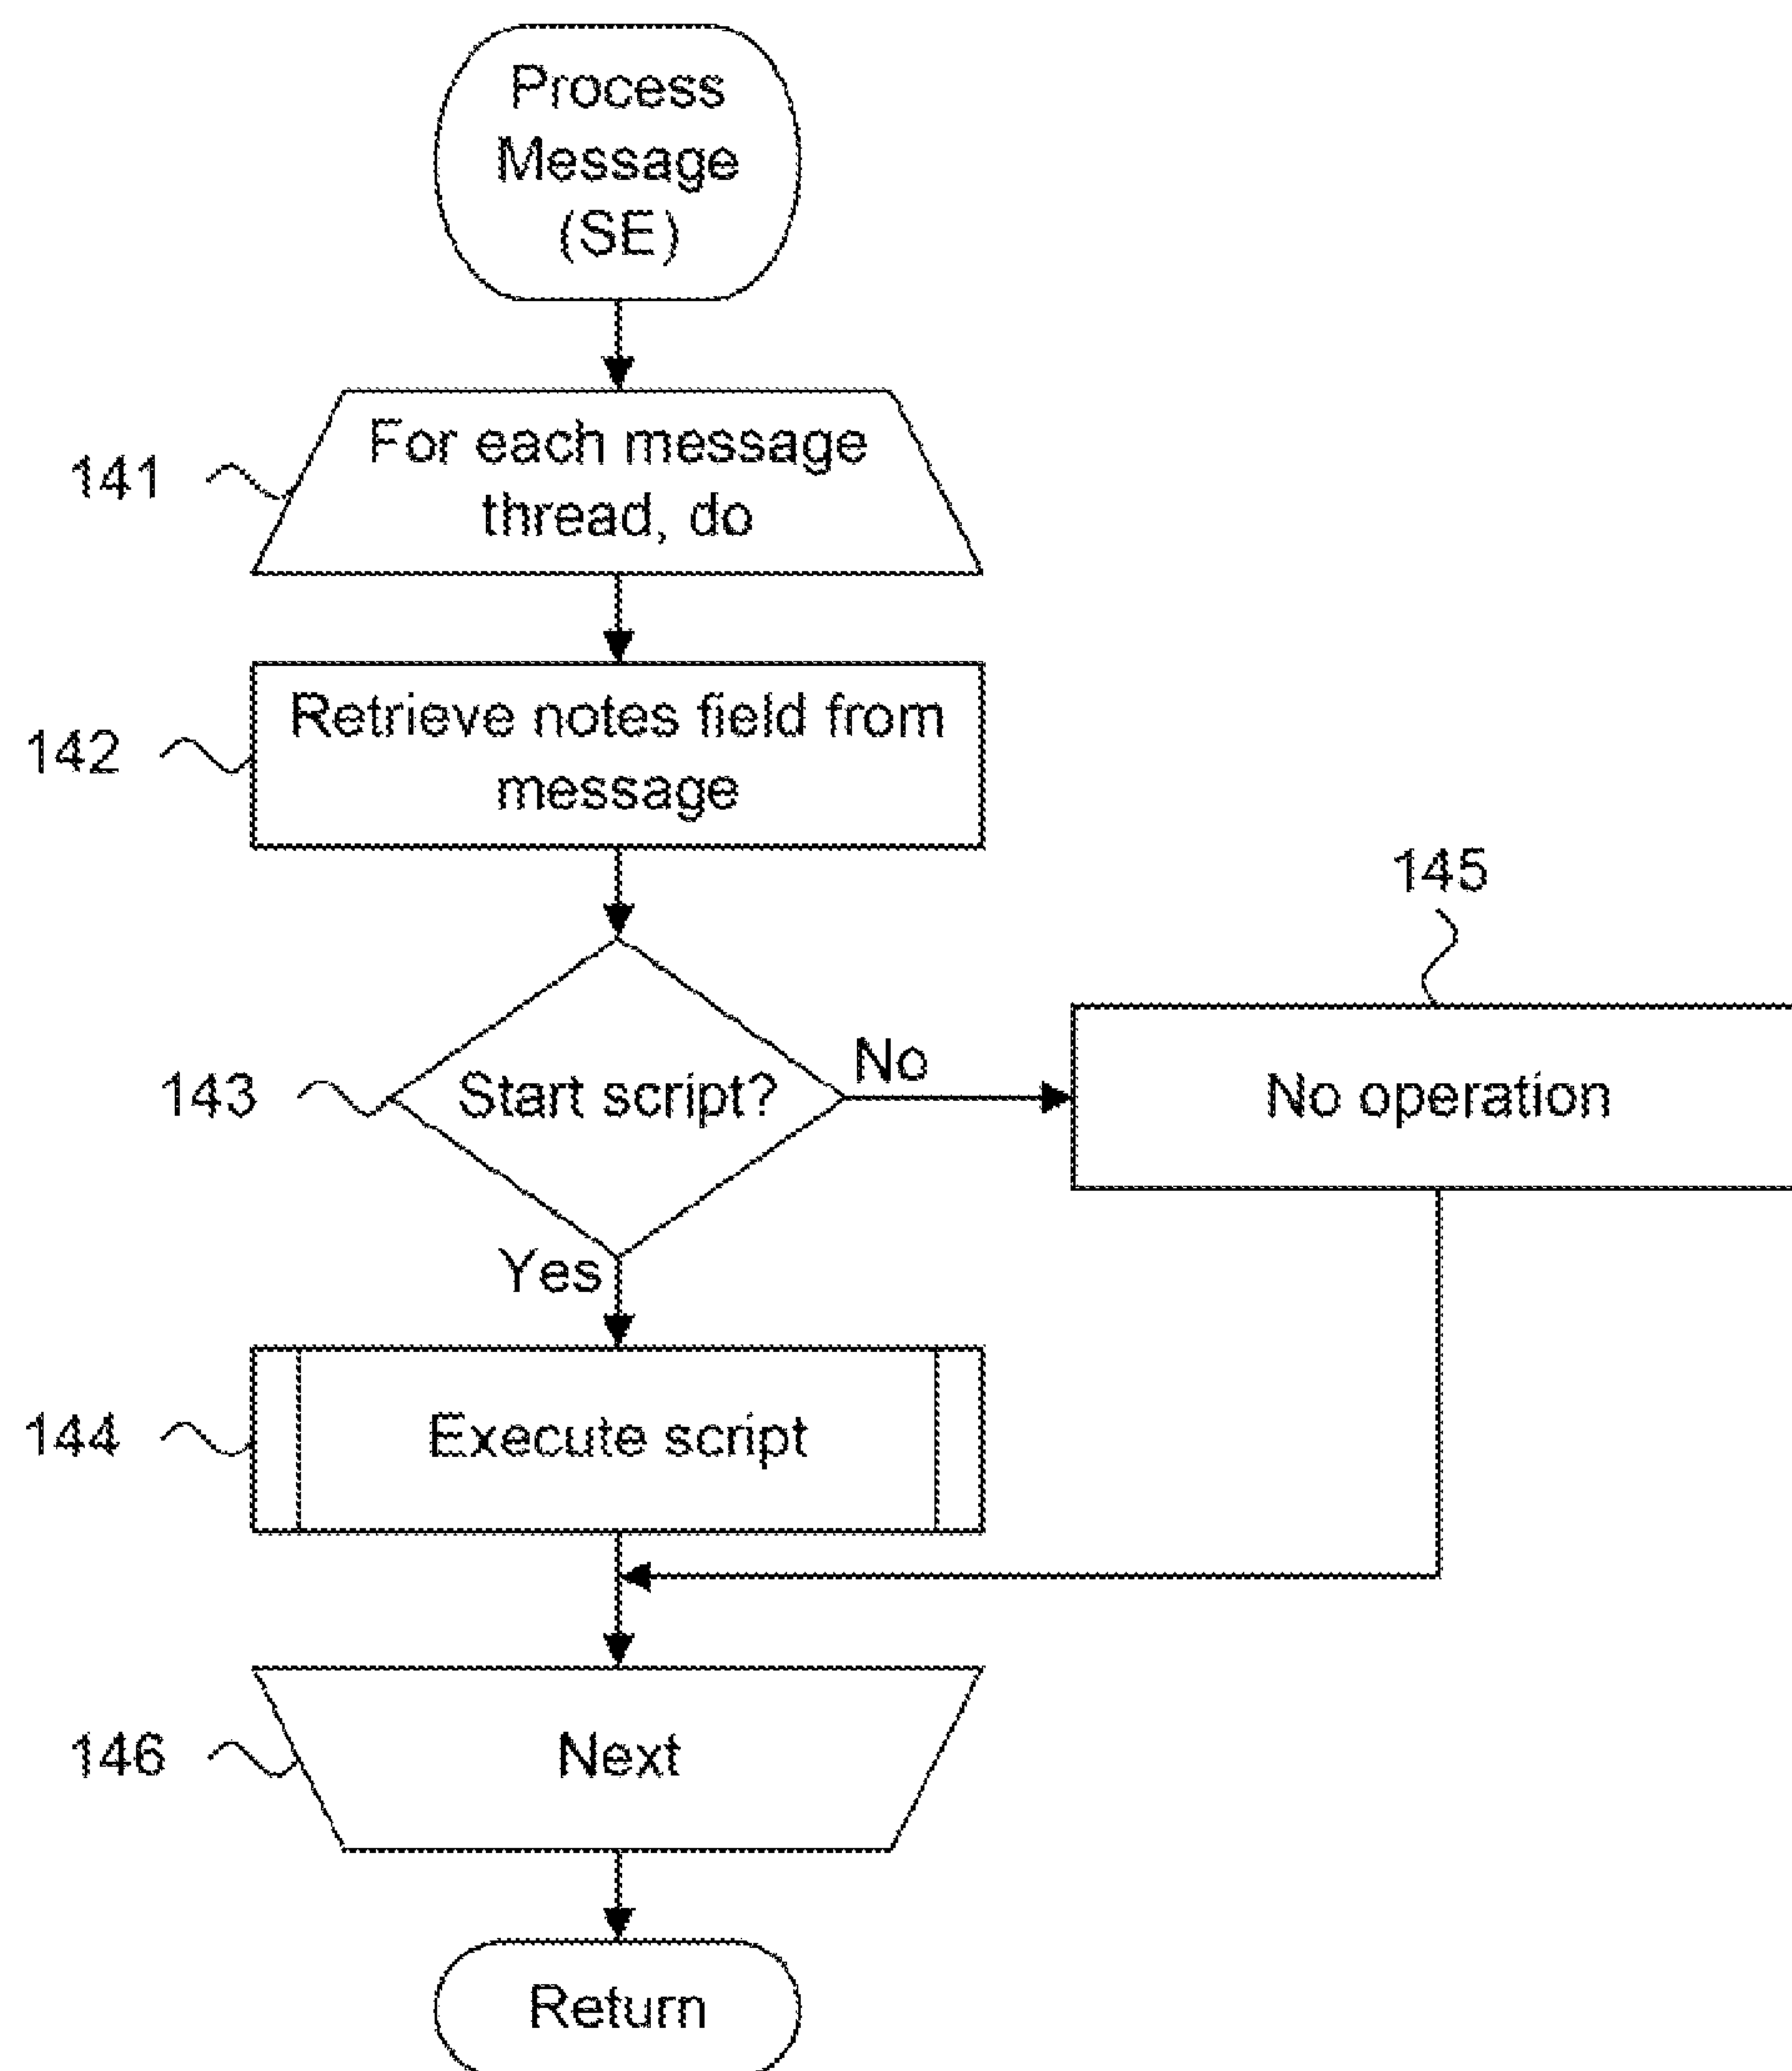 Process
Message
(SE)
141
For each message
thread, do
142
Retrieve notes field from
message
143
Start script?
No
145
No operation
Yes
144
Execute script
146
Next
Return